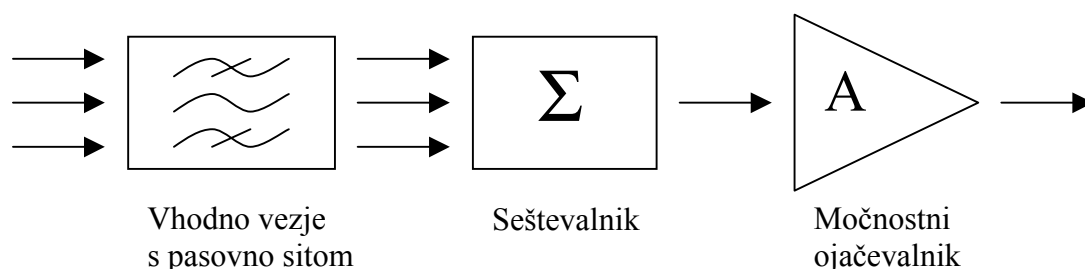 Σ
A
Vhodno vezje
s pasovno sitom
Seštevalnik
Močnostni
ojačevalnik